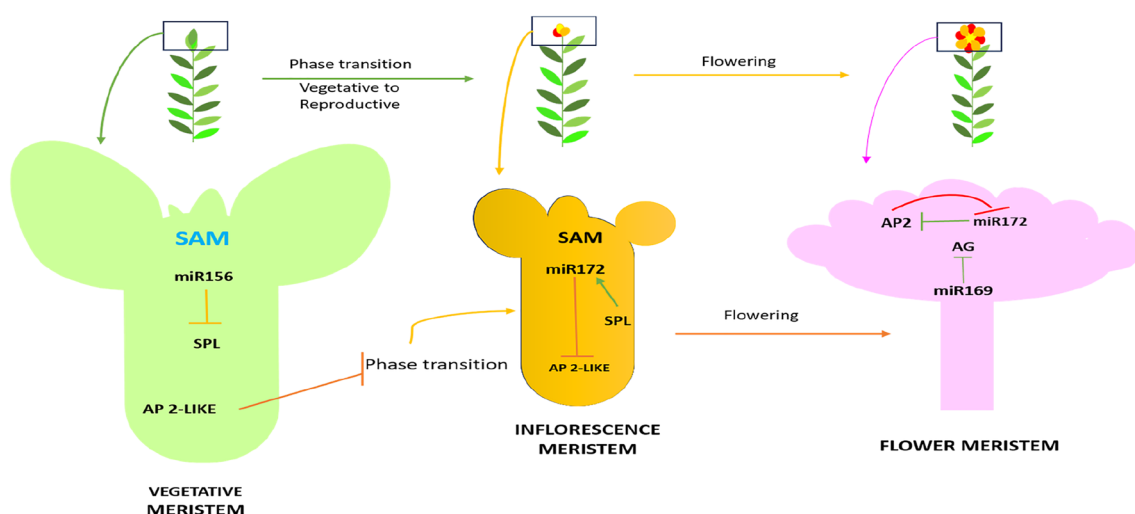 Phase transition
Vegetative to
Reproductive
Flowering
SAM
miR156
SPL
AP 2-LIKE
Phase transition
SAM
miR172
SPL
AP 2-LIKE
Flowering
AP2
miR172
AG
miR169
VEGETATIVE
MERISTEM
INFLORESCENCE
MERISTEM
FLOWER MERISTEM